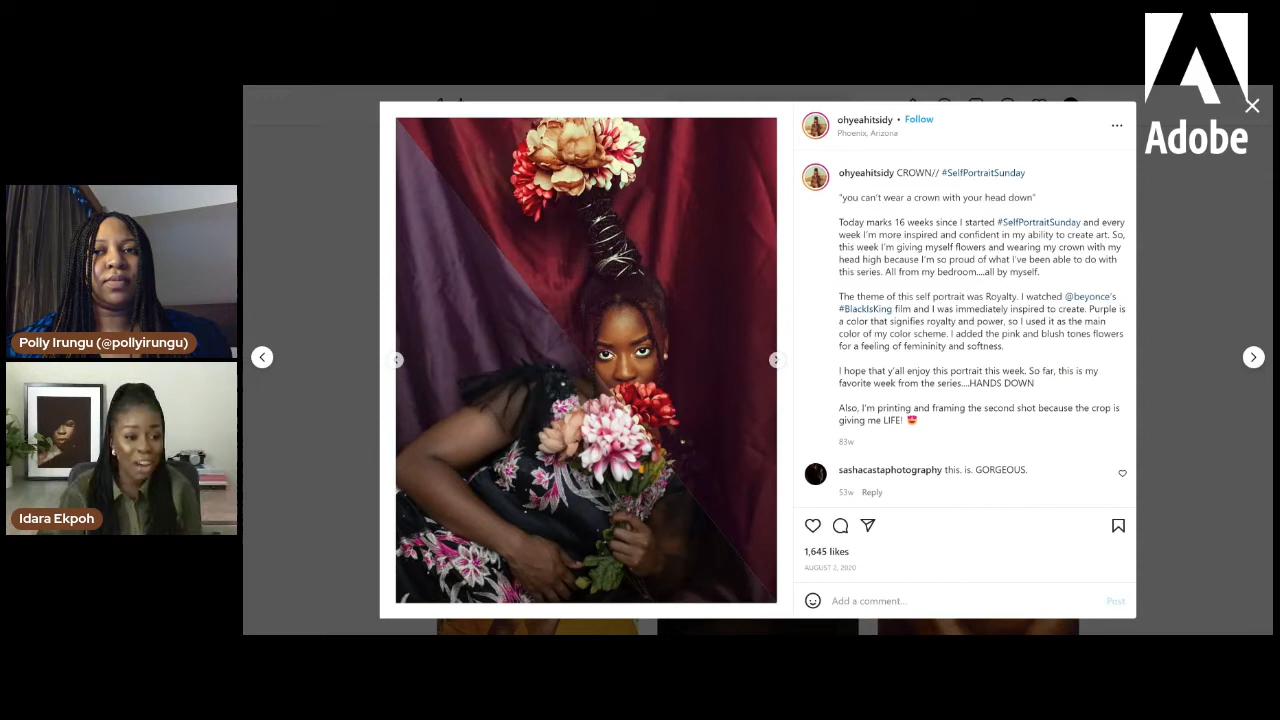 Adobe
Polly Irungu (@pollyirungu)
Idara Ekpoh
ohyeahitsidy • Follow
Phoenix, Arizona
ohyeahitsidy CROWN// #SelfPortraitSunday
"you can't wear a crown with your head down"
Today marks 16 weeks since I started #SelfPortraitSunday and every
week I'm more inspired and confident in my ability to create art. So,
this week I'm giving myself flowers and wearing my crown with my
head high because I'm so proud of what I've been able to do with
this series. All from my bedroom....all by myself.
The theme of this self portrait was Royalty. I watched @beyonce's
#BlackIsKing film and I was immediately inspired to create. Purple is
a color that signifies royalty and power, so I used it as the main
color of my color scheme. I added the pink and blush tones flowers
for a feeling of femininity and softness.
I hope that y'all enjoy this portrait this week. So far, this is my
favorite week from the series....HANDS DOWN
Also, I'm printing and framing the second shot because the crop is
giving me LIFE! 😍
83w
sashacastaphotography this. is. GORGEOUS.
53w Reply
1,645 likes
AUGUST 2, 2020
Add a comment...
Post